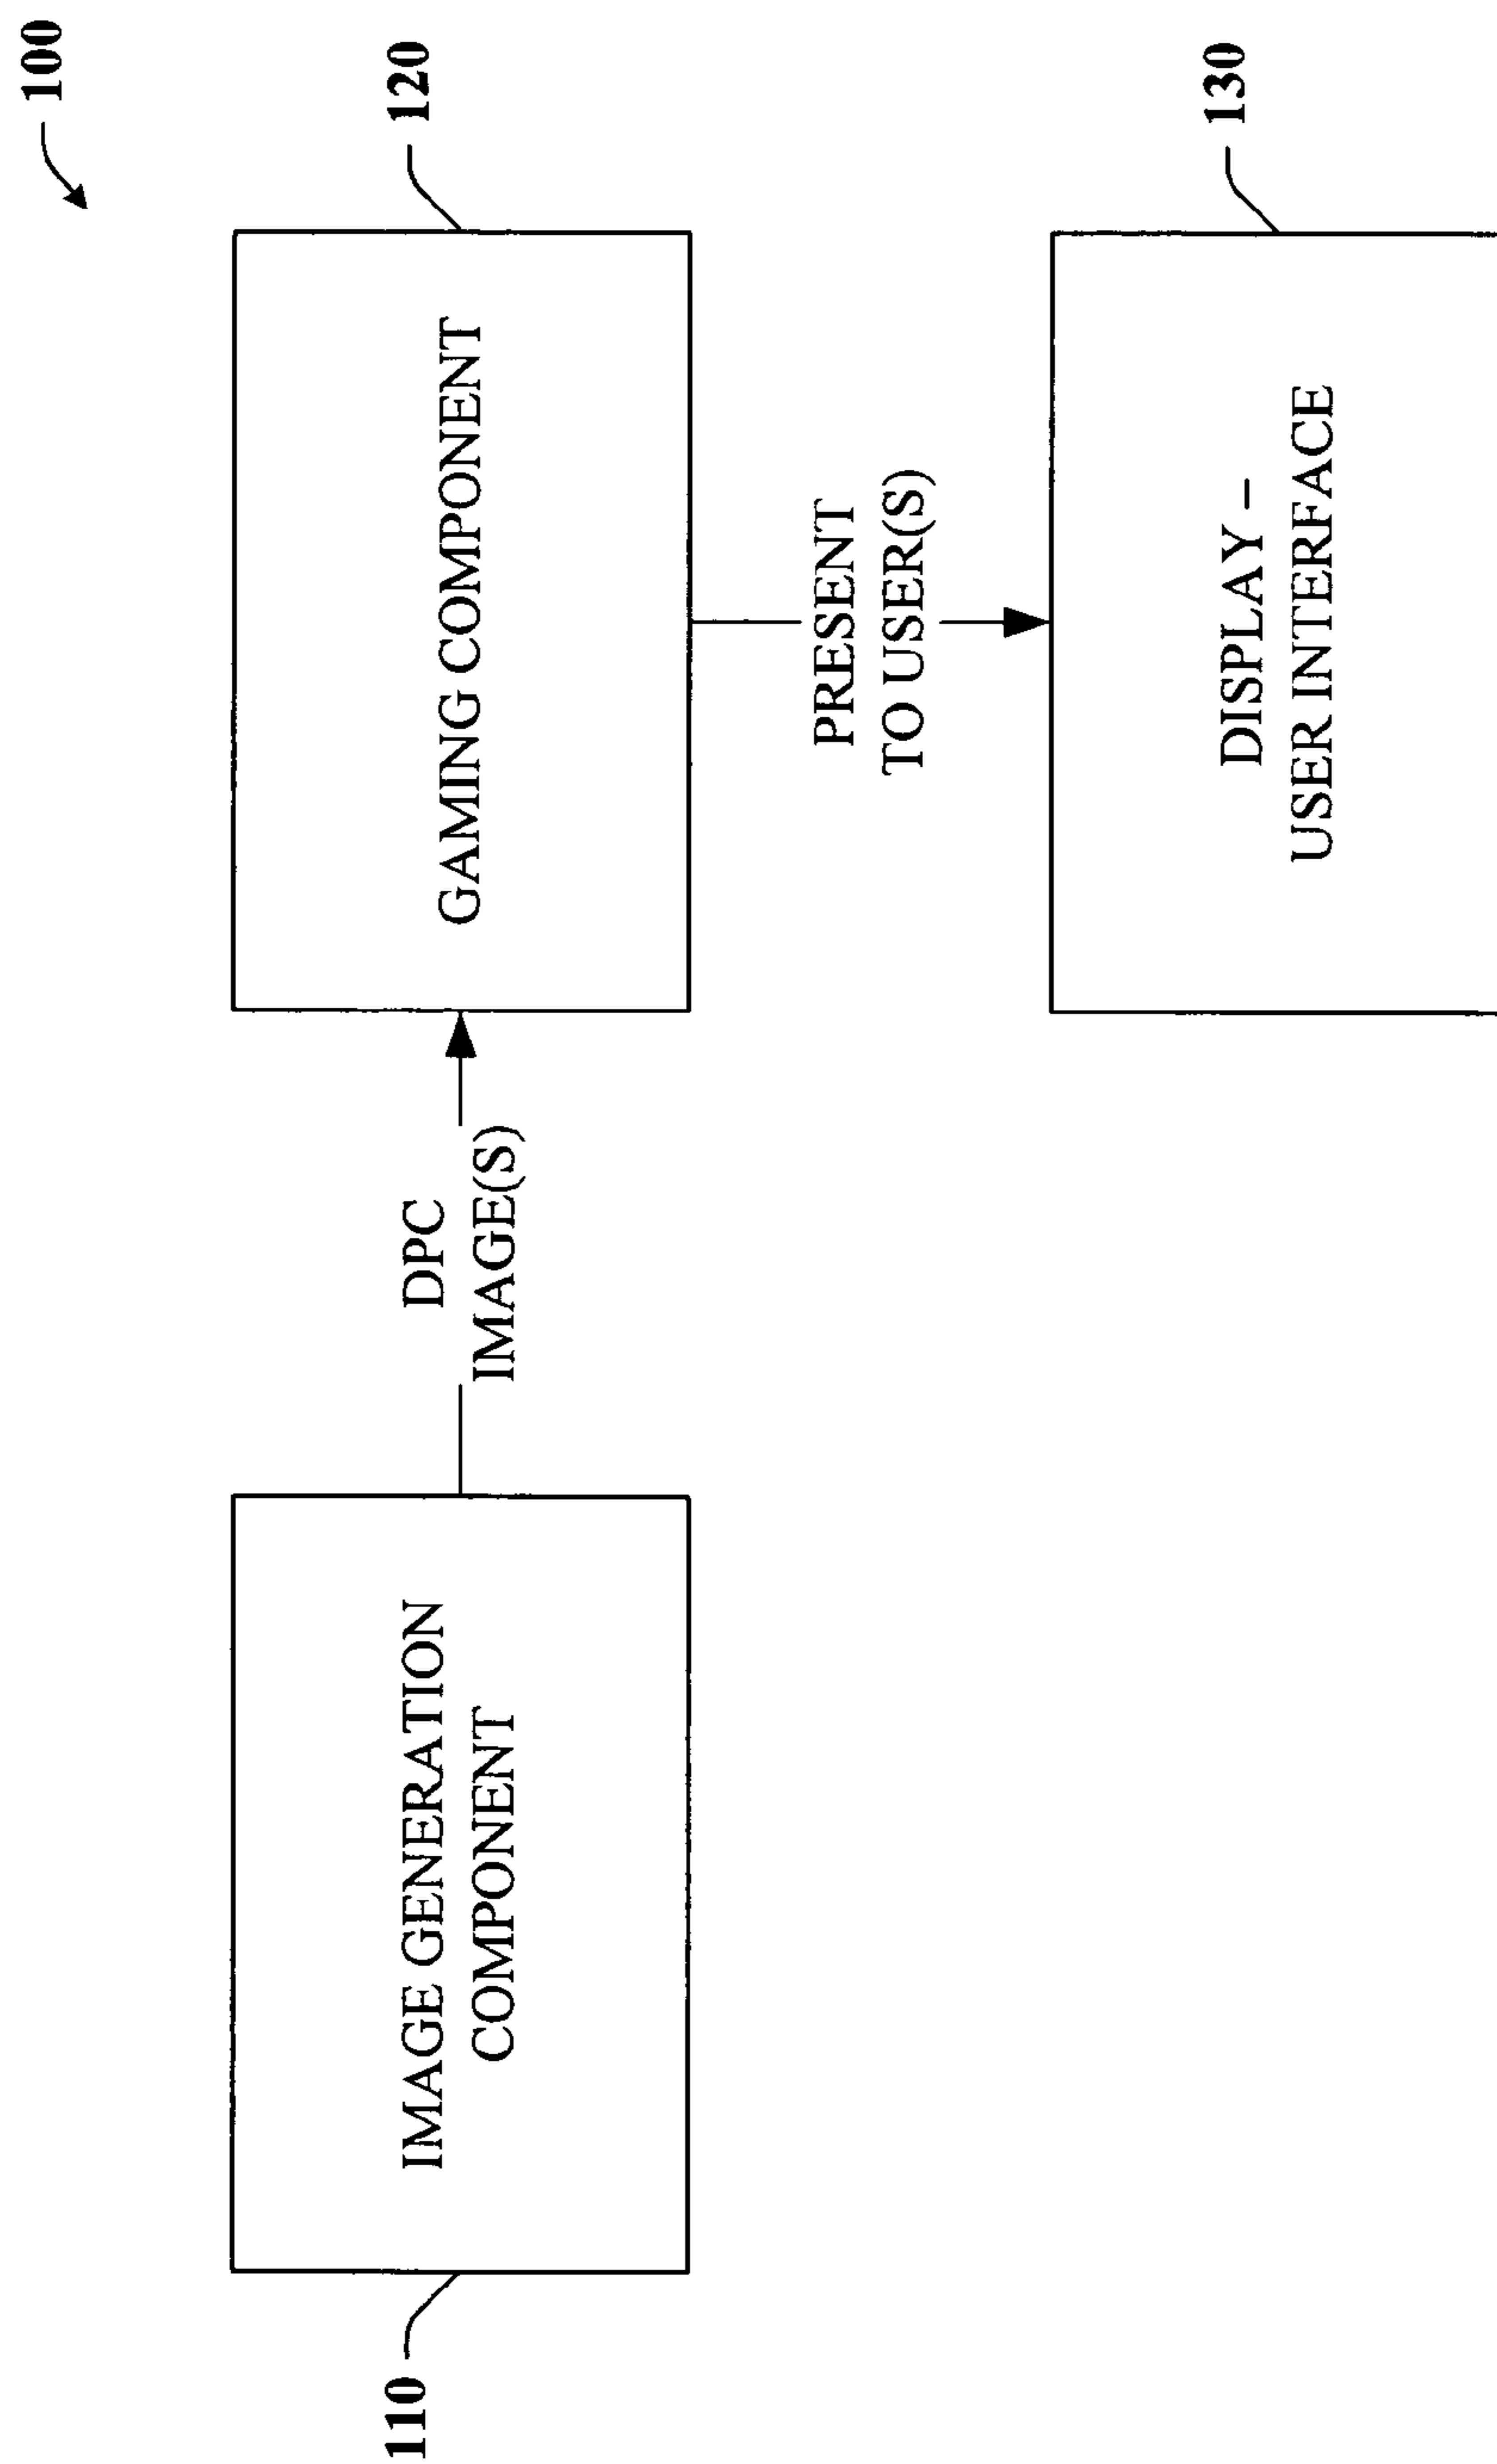 100
110
IMAGE GENERATION
COMPONENT
DPC
IMAGE(S)
120
GAMING COMPONENT
PRESENT
TO USER(S)
130
DISPLAY –
USER INTERFACE